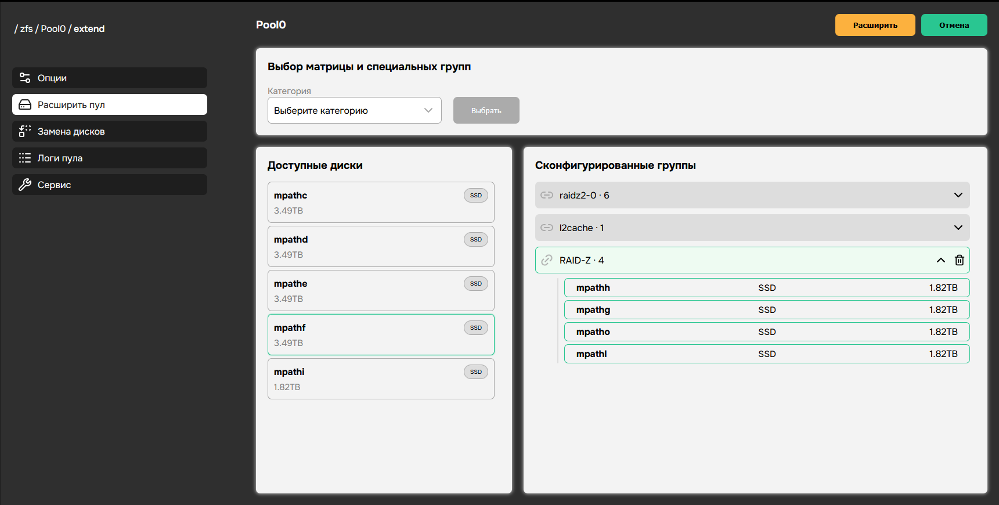 / zfs / Pool0 / extend
Опции
Расширить пул
Замена дисков
Логи пула
Сервис
Pool0
Расширить
Отмена
Выбор матрицы и специальных групп
Категория
Выберите категорию
Выбрать
Доступные диски
mpathc SSD
3.49TB
mpathd SSD
3.49TB
mpathe SSD
3.49TB
mpathf SSD
3.49TB
mpathi SSD
1.82TB
Сконфигурированные группы
raidz2-0 · 6
l2cache · 1
RAID-Z · 4
mpathh SSD 1.82TB
mpathg SSD 1.82TB
mpatho SSD 1.82TB
mpathl SSD 1.82TB